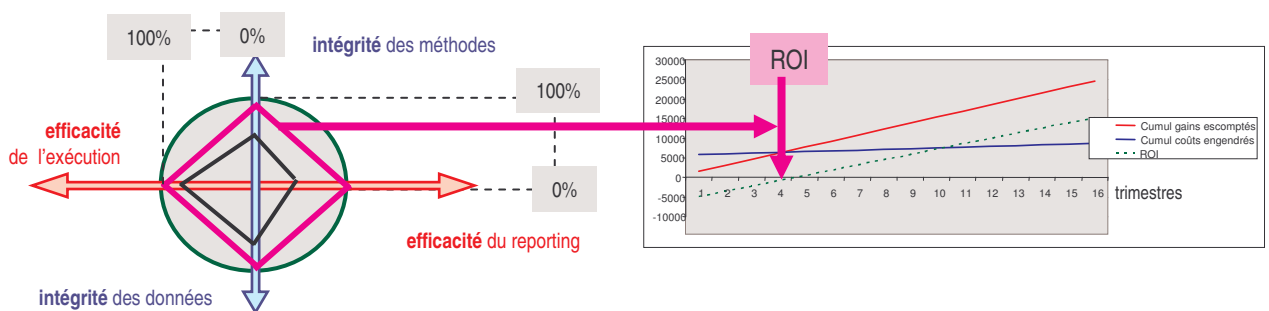 100%
0%
intégrité des méthodes
100%
efficacité
de l'exécution
0%
efficacité du reporting
intégrité des données
ROI
30000
25000
20000
15000
10000
5000
0
-5000
-10000
1 2 3 4 5 6 7 8 9 10 11 12 13 14 15 16
trimestres
Cumul gains escomptés
Cumul coûts engendrés
ROI